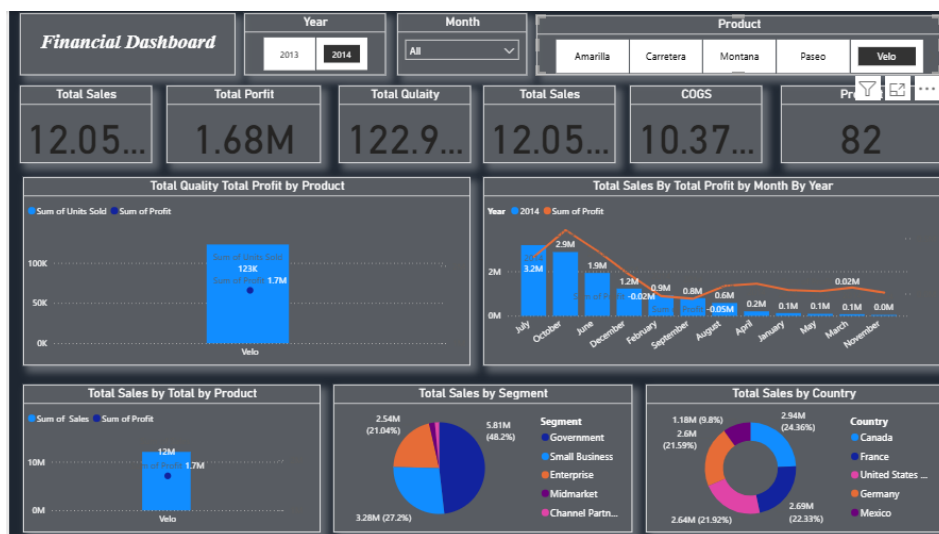 Financial Dashboard
Year
2013
2014
Month
All
Product
Amarilla
Carretera
Montana
Paseo
Velo
Total Sales
12.05...
Total Porfit
1.68M
Total Qulaity
122.9...
Total Sales
12.05...
COGS
10.37...
Pr
82
Total Quality Total Profit by Product
Sum of Units Sold Sum of Profit
100K
50K
0K
Sum of Units Sold
123K
Sum of Profit 1.7M
Velo
Total Sales By Total Profit by Month By Year
Year 2014 Sum of Profit
2M
0M
3.2M
2.9M
1.9M
1.2M
-0.02M
0.9M
0.8M
-0.05M
0.6M
0.2M
0.1M
0.1M
0.02M
0.1M
0.0M
July
October
June
December
February
September
August
April
January
May
March
November
Total Sales by Total by Product
Sum of Sales Sum of Profit
10M
0M
12M
of Profit 1.7M
Velo
Total Sales by Segment
2.54M
(21.04%)
5.81M
(48.2%)
3.28M (27.2%)
Segment
Government
Small Business
Enterprise
Midmarket
Channel Partn...
Total Sales by Country
1.18M (9.8%)
2.6M
(21.59%)
2.94M
(24.36%)
2.69M
(22.33%)
2.64M (21.92%)
Country
Canada
France
United States ...
Germany
Mexico